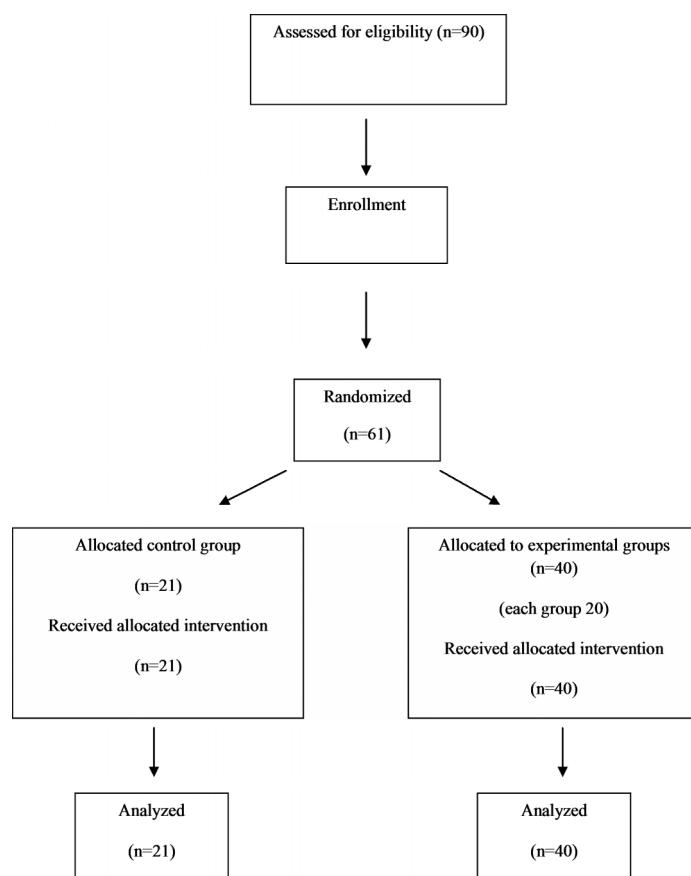 Assessed for eligibility (n=90)
Enrollment
Randomized
(n=61)
Allocated control group
(n=21)
Received allocated intervention
(n=21)
Allocated to experimental groups
(n=40)
(each group 20)
Received allocated intervention
(n=40)
Analyzed
(n=21)
Analyzed
(n=40)